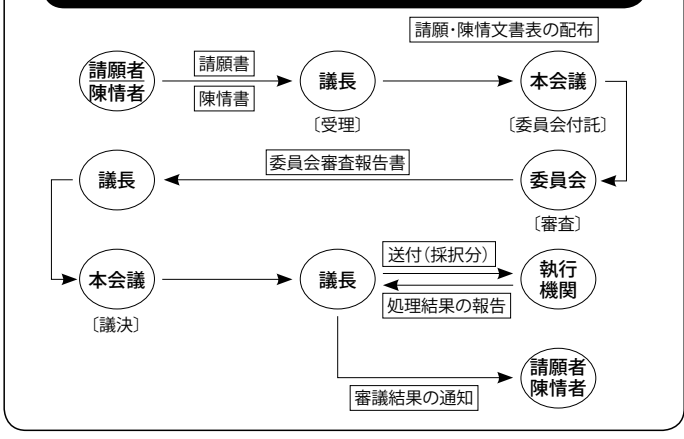 請願・陳情文書表の配布
請願者
陳情者
請願書
陳情書
議長
〔受理〕
本会議
〔委員会付託〕
議長
委員会審査報告書
委員会
〔審査〕
本会議
〔議決〕
議長
送付(採択分)
処理結果の報告
執行
機関
審議結果の通知
請願者
陳情者